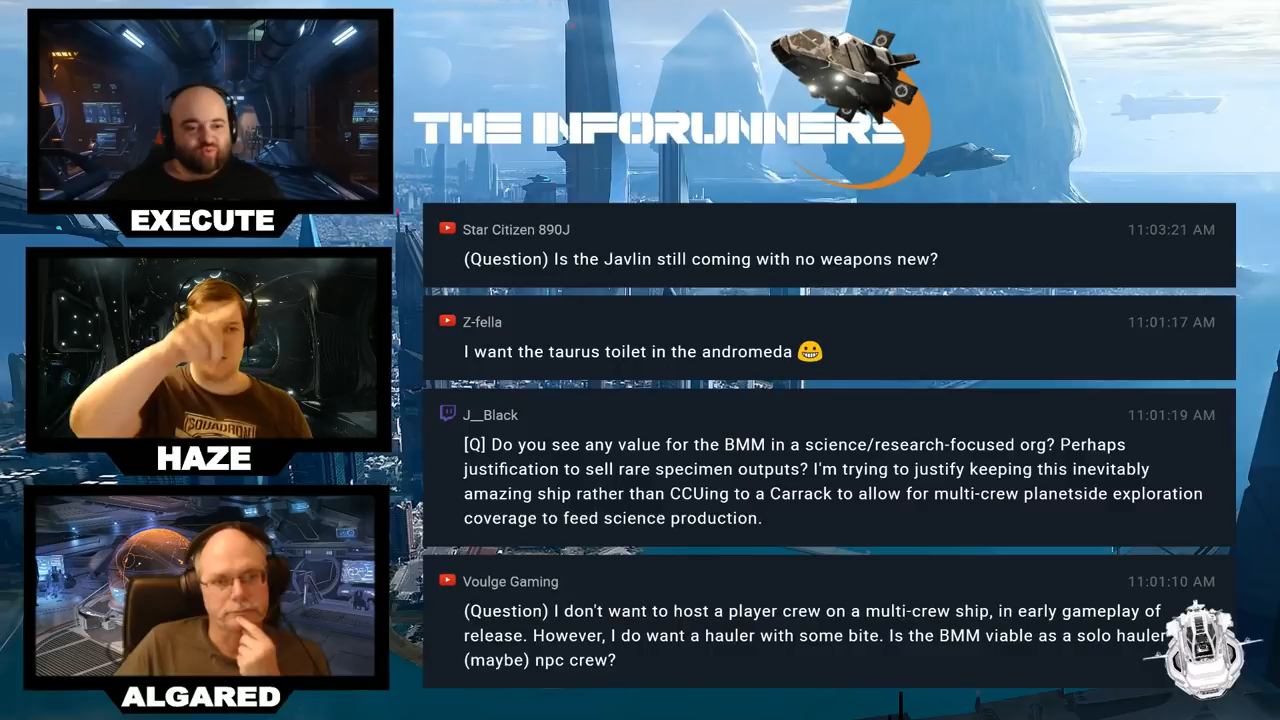 THE INFORUNNERS
EXECUTE
Star Citizen 890J
11:03:21 AM
(Question) Is the Javlin still coming with no weapons new?
Z-fella
11:01:17 AM
I want the taurus toilet in the andromeda 😬
SQUADRON
HAZE
J__Black
11:01:19 AM
[Q] Do you see any value for the BMM in a science/research-focused org? Perhaps
justification to sell rare specimen outputs? I'm trying to justify keeping this inevitably
amazing ship rather than CCUing to a Carrack to allow for multi-crew planetside exploration
coverage to feed science production.
Voulge Gaming
11:01:10 AM
(Question) I don't want to host a player crew on a multi-crew ship, in early gameplay of
release. However, I do want a hauler with some bite. Is the BMM viable as a solo hauler
(maybe) npc crew?
ALGARED